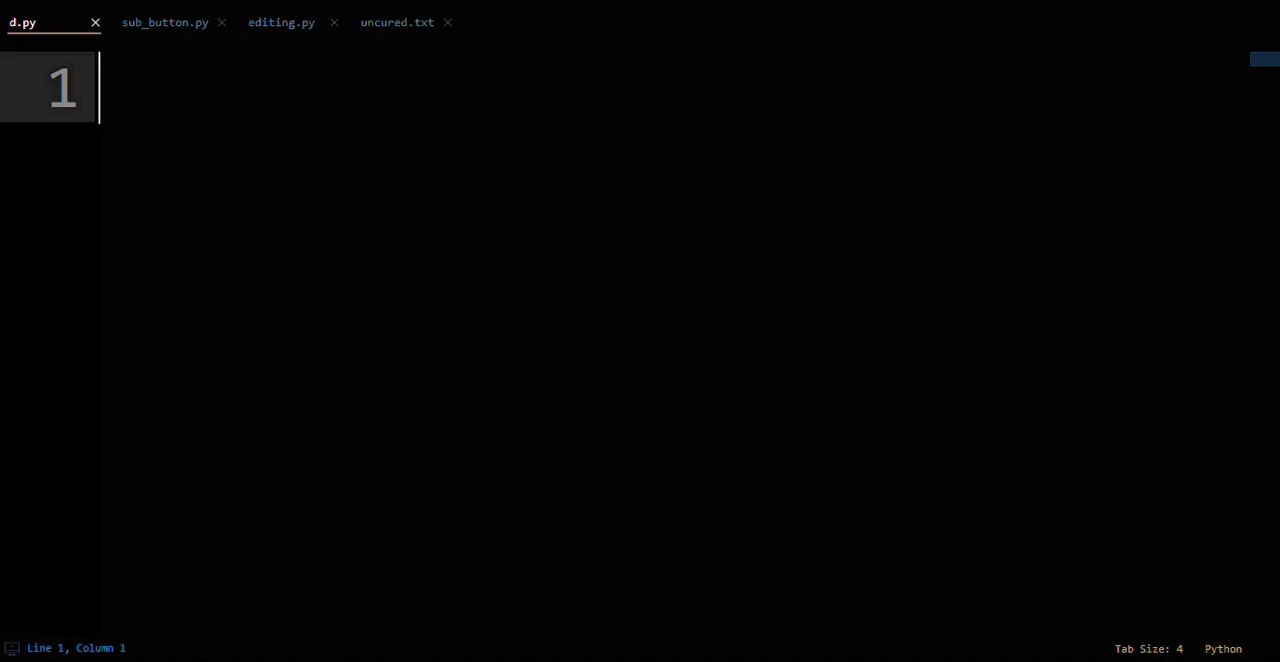 d.py sub_button.py editing.py uncured.txt
1
Line 1, Column 1 Tab Size: 4 Python